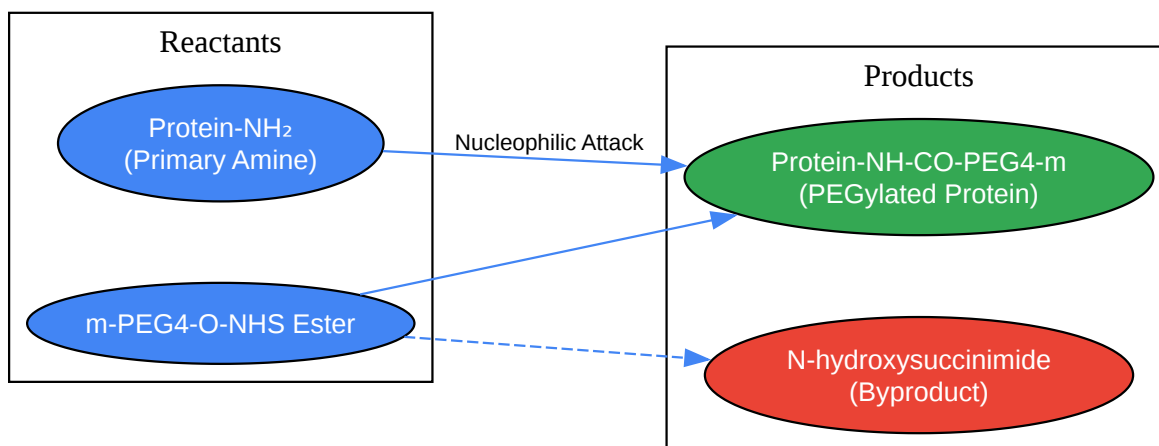 Reactants
Protein-NH₂
(Primary Amine)
m-PEG4-O-NHS Ester
Nucleophilic Attack
Products
Protein-NH-CO-PEG4-m
(PEGylated Protein)
N-hydroxysuccinimide
(Byproduct)